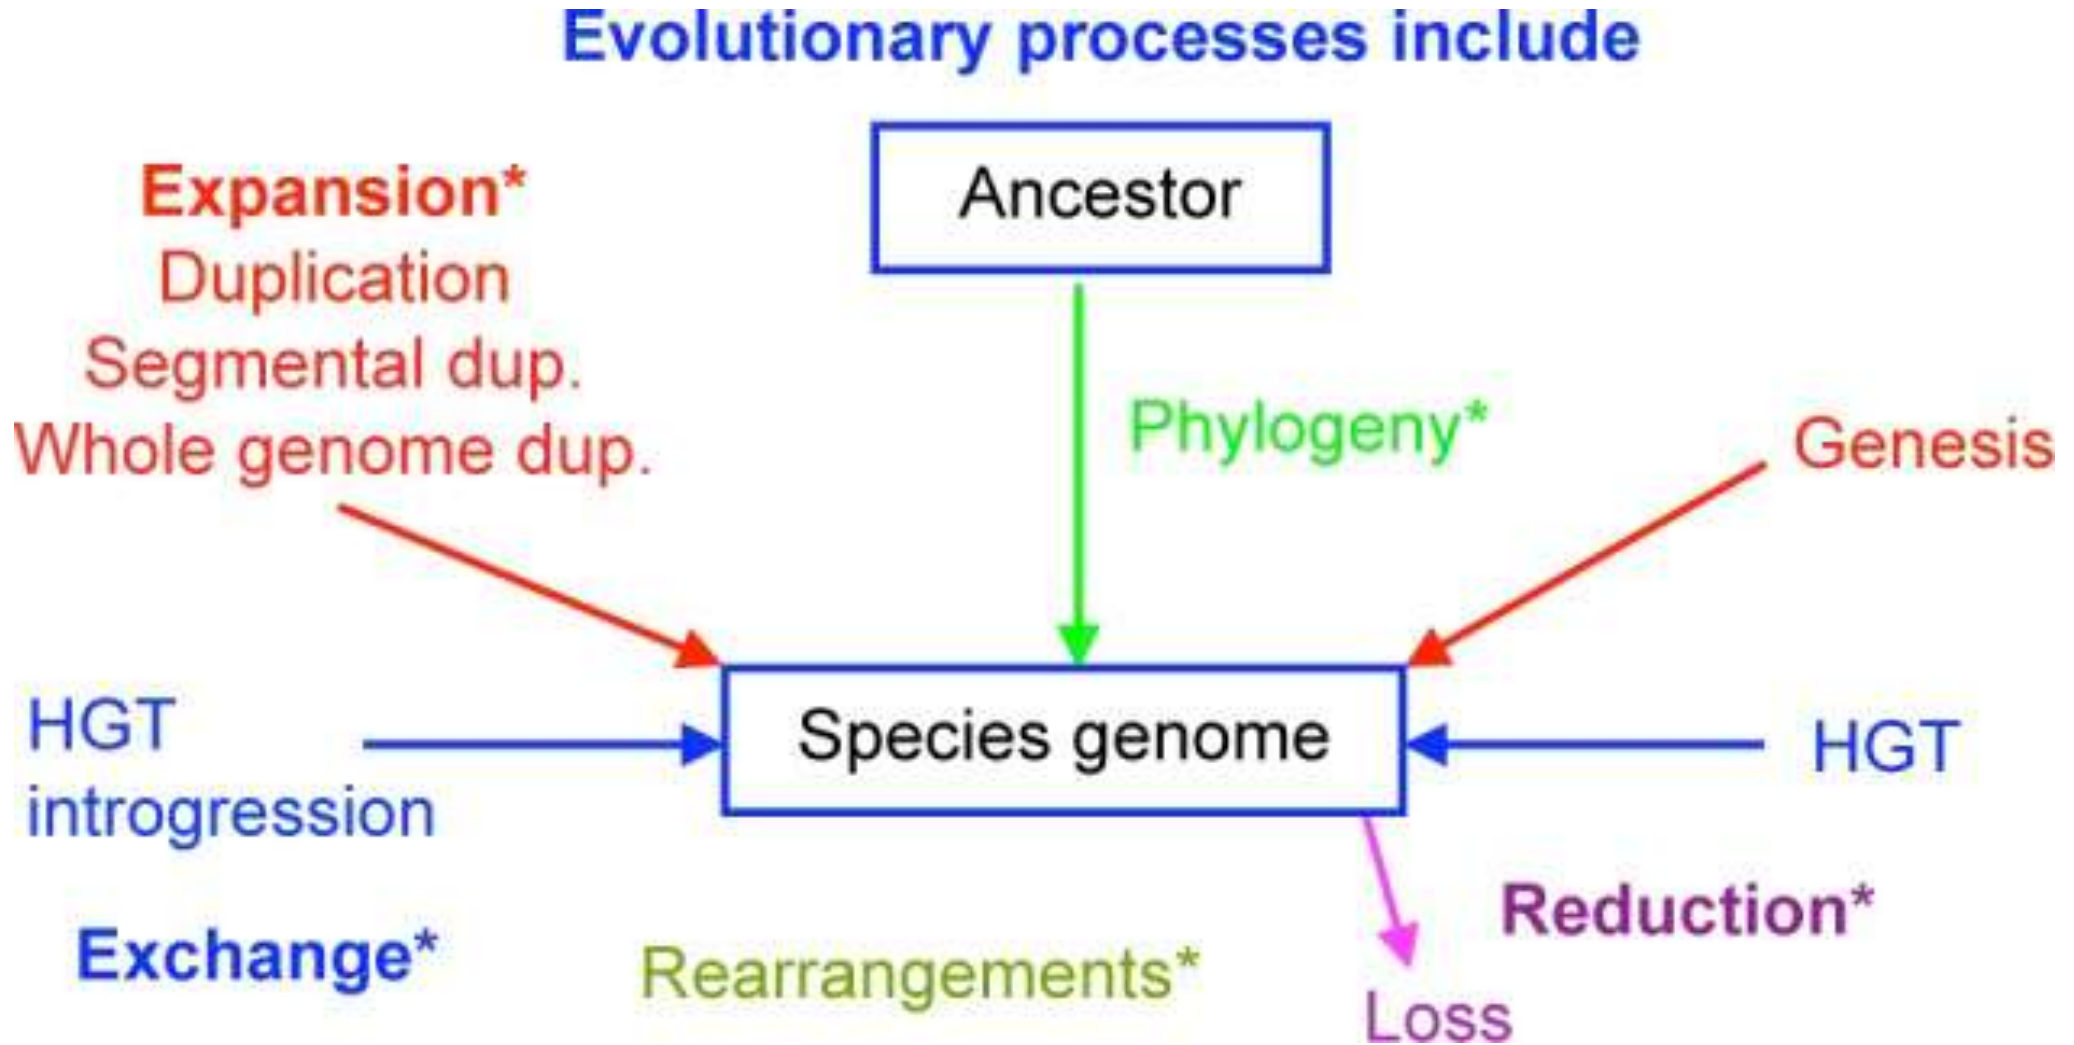 Evolutionary processes include
Ancestor
Expansion*
Duplication
Segmental dup.
Whole genome dup.
Phylogeny*
Genesis
HGT
introgression
Species genome
HGT
Exchange*
Rearrangements*
Reduction*
Loss